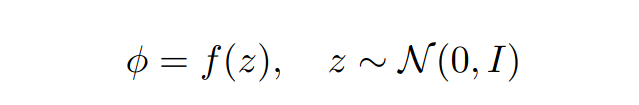 ϕ = f(z), z ∼ 𝒩(0, I)